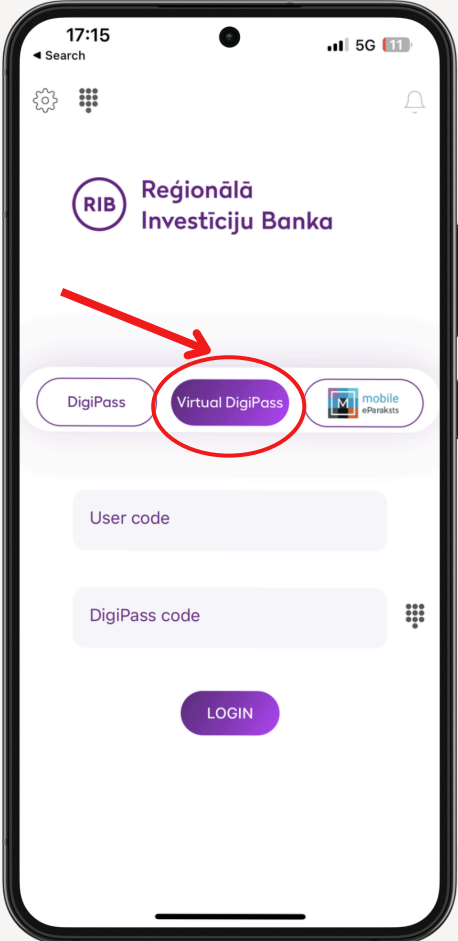 17:15
5G 11
◄ Search
RIB
Reģionālā
Investīciju Banka
DigiPass
Virtual DigiPass
M
mobile
eParaksts
User code
DigiPass code
LOGIN